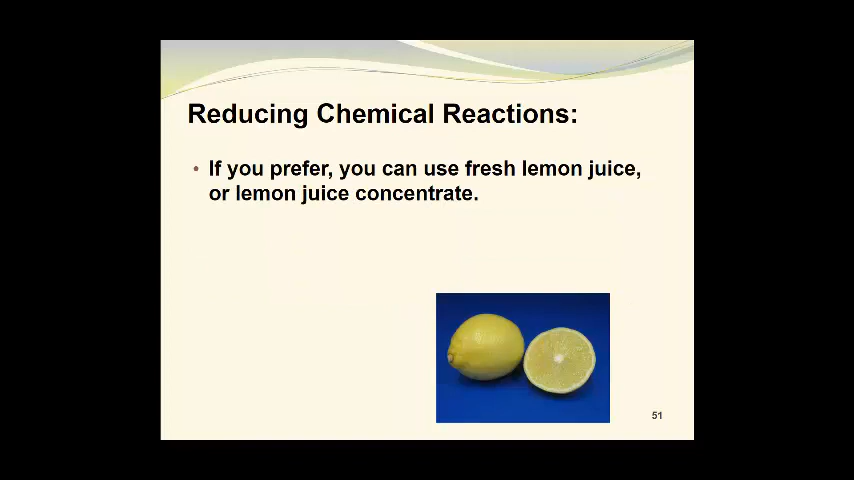 Reducing Chemical Reactions:
• If you prefer, you can use fresh lemon juice,
or lemon juice concentrate.
51